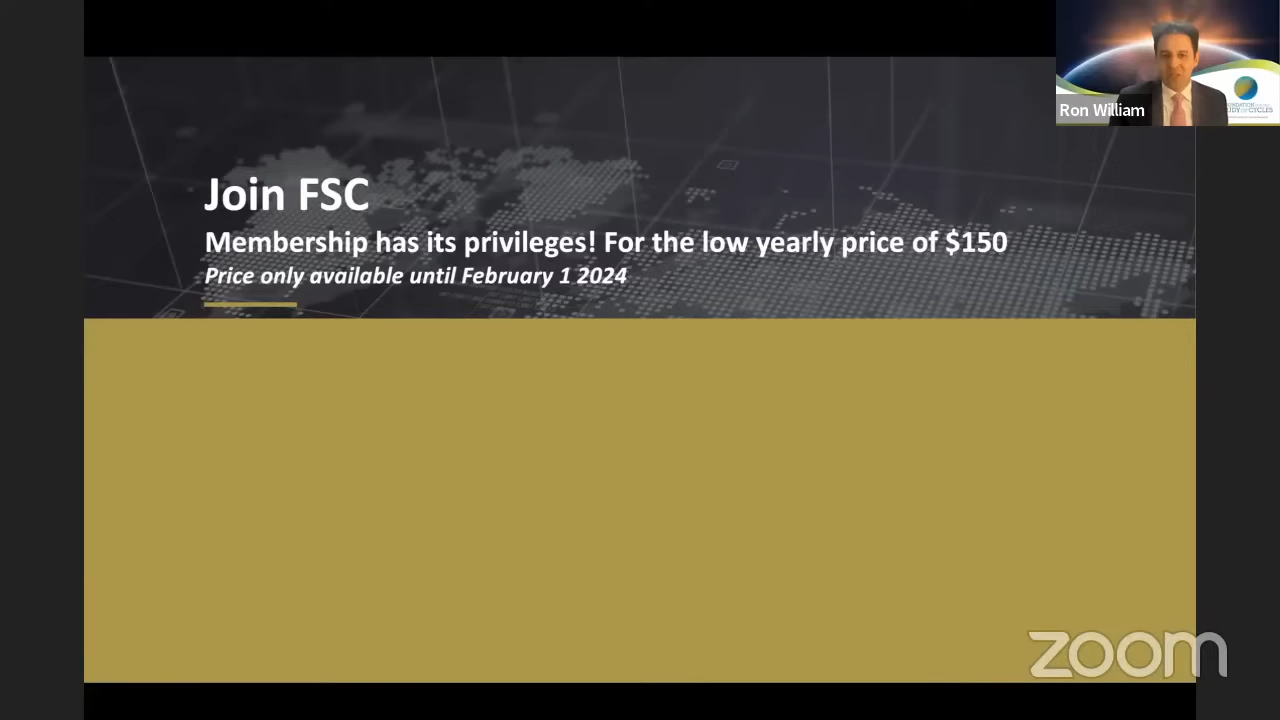 Join FSC
Membership has its privileges! For the low yearly price of $150
Price only available until February 1 2024
Ron William
CYCLES
zoom